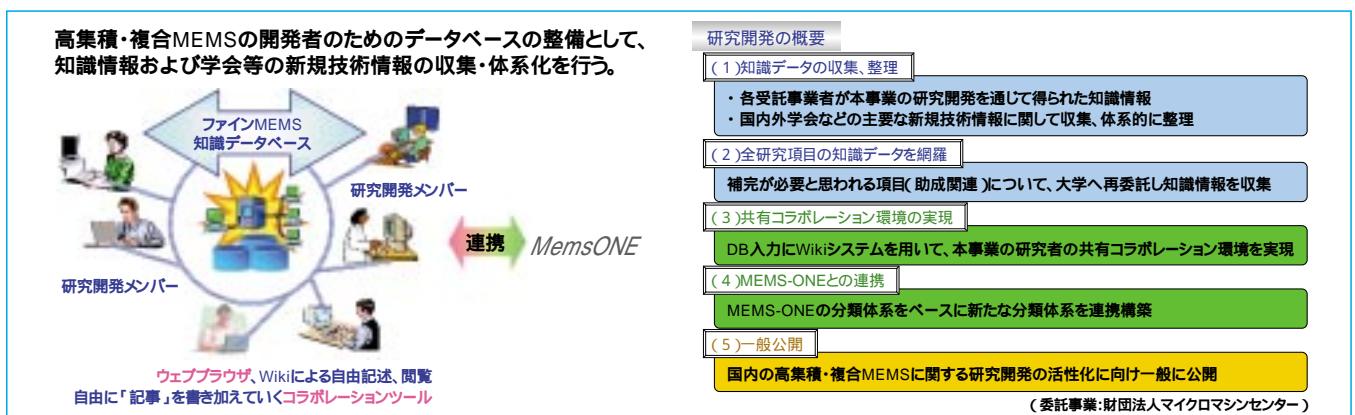 高集積・複合MEMSの開発者のためのデータベースの整備として、
知識情報および学会等の新規技術情報の収集・体系化を行う。
ファインMEMS
知識データベース
研究開発メンバー
連携
MemsONE
研究開発メンバー
ウェブブラウザ、Wikiによる自由記述、閲覧
自由に「記事」を書き加えていくコラボレーションツール
研究開発の概要
(1)知識データの収集、整理
・各受託事業者が本事業の研究開発を通じて得られた知識情報
・国内外学会などの主要な新規技術情報に関して収集、体系的に整理
(2)全研究項目の知識データを網羅
補完が必要と思われる項目(助成関連)について、大学へ再委託し知識情報を収集
(3)共有コラボレーション環境の実現
DB入力にWikiシステムを用いて、本事業の研究者の共有コラボレーション環境を実現
(4)MEMS-ONEとの連携
MEMS-ONEの分類体系をベースに新たな分類体系を連携構築
(5)一般公開
国内の高集積・複合MEMSに関する研究開発の活性化に向け一般に公開
(委託事業:財団法人マイクロマシンセンター)